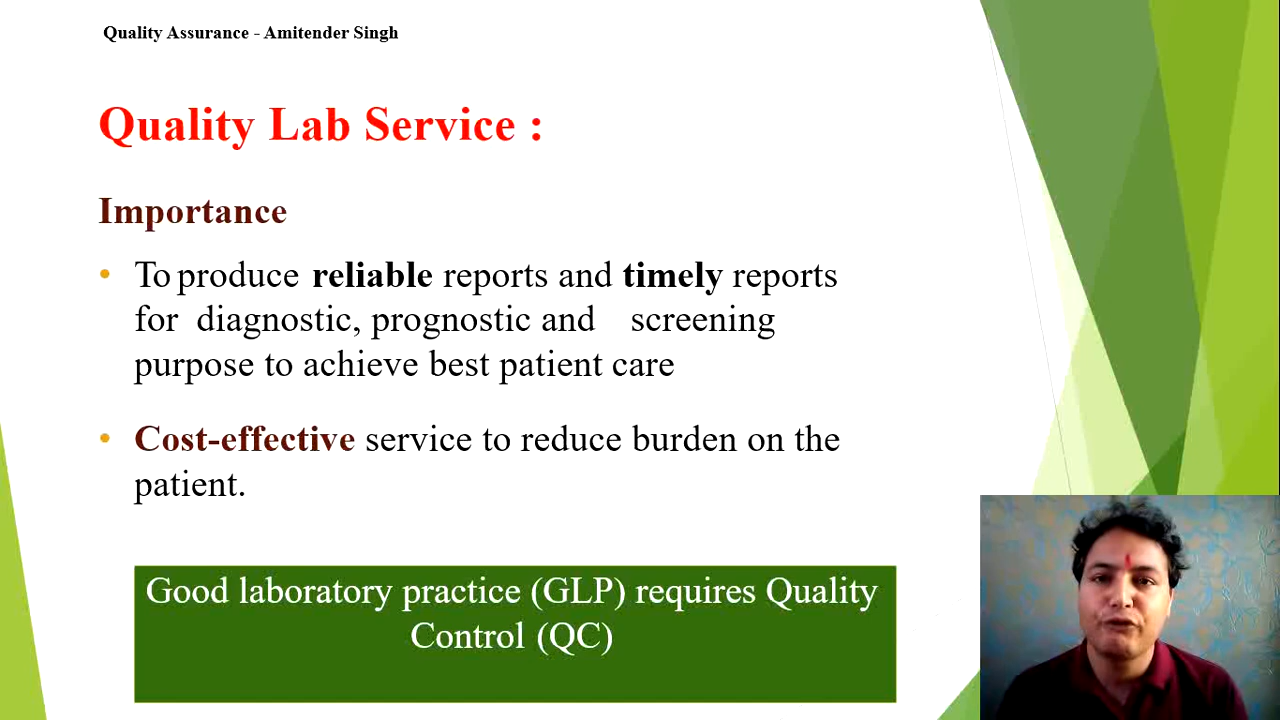 Quality Assurance - Amitender Singh
Quality Lab Service :
Importance
• To produce reliable reports and timely reports
for diagnostic, prognostic and screening
purpose to achieve best patient care
• Cost-effective service to reduce burden on the
patient.
Good laboratory practice (GLP) requires Quality
Control (QC)